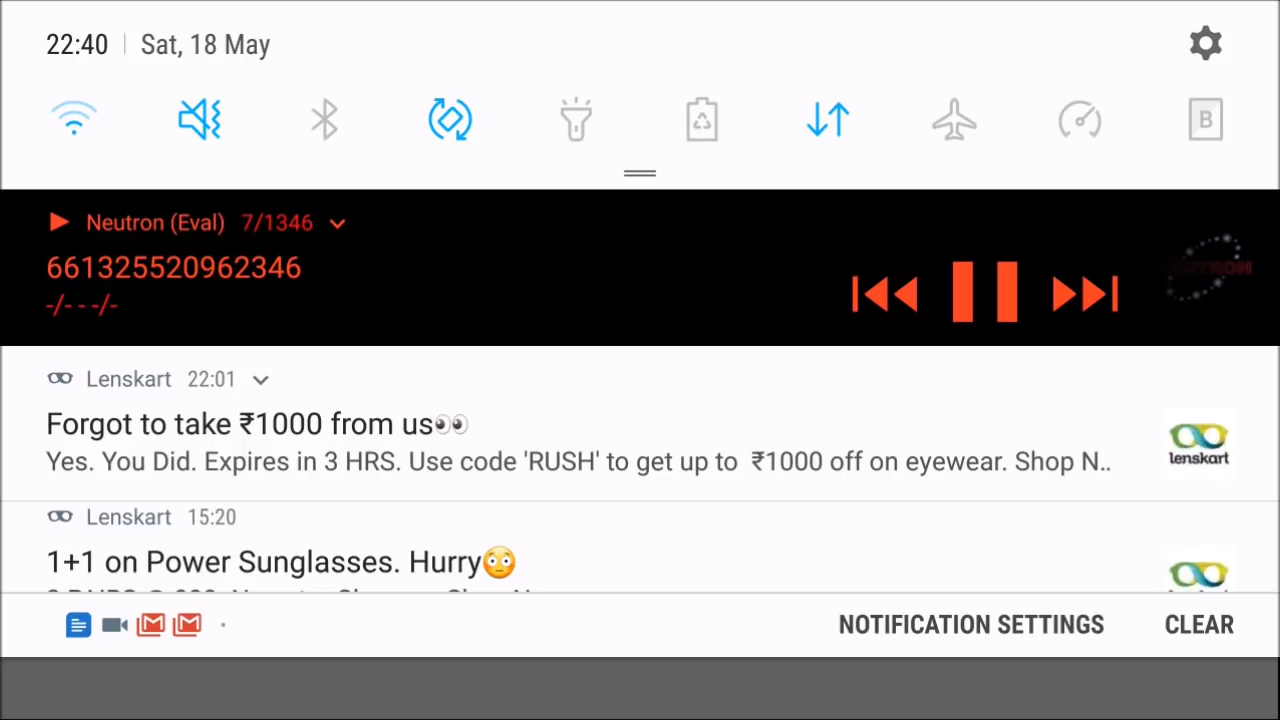 22:40 | Sat, 18 May
B
Neutron (Eval) 7/1346
661325520962346
-/- - -/-
Lenskart 22:01
Forgot to take ₹1000 from us👀
Yes. You Did. Expires in 3 HRS. Use code 'RUSH' to get up to ₹1000 off on eyewear. Shop N..
lenskart
Lenskart 15:20
1+1 on Power Sunglasses. Hurry😳
NOTIFICATION SETTINGS CLEAR